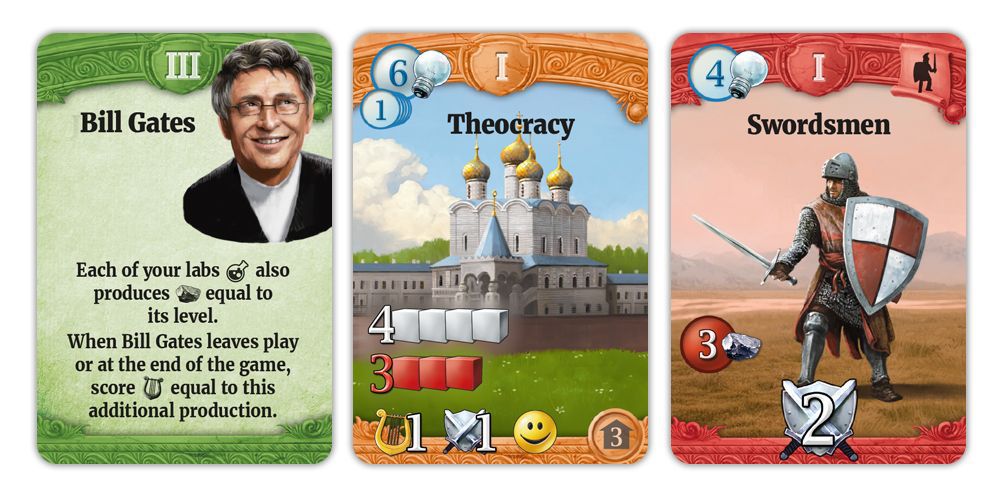 III
Bill Gates
Each of your labs also
produces equal to
its level.
When Bill Gates leaves play
or at the end of the game,
score equal to this
additional production.
6
I
1
Theocracy
4
3
1 1
3
4
I
Swordsmen
3
2